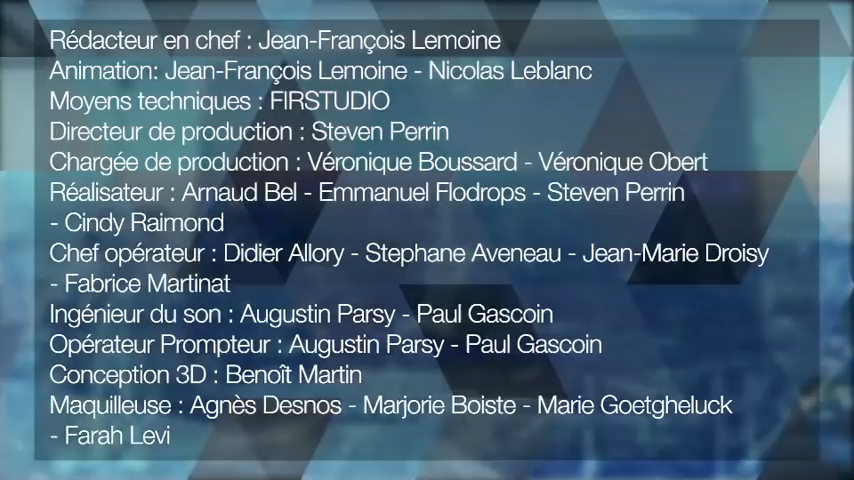 Rédacteur en chef : Jean-François Lemoine
Animation: Jean-François Lemoine - Nicolas Leblanc
Moyens techniques : FIRSTUDIO
Directeur de production : Steven Perrin
Chargée de production : Véronique Boussard - Véronique Obert
Réalisateur : Arnaud Bel - Emmanuel Flodrops - Steven Perrin
- Cindy Raimond
Chef opérateur : Didier Allory - Stephane Aveneau - Jean-Marie Droisy
- Fabrice Martinat
Ingénieur du son : Augustin Parsy - Paul Gascoin
Opérateur Prompteur : Augustin Parsy - Paul Gascoin
Conception 3D : Benoît Martin
Maquilleuse : Agnès Desnos - Marjorie Boiste - Marie Goetgheluck
- Farah Levi